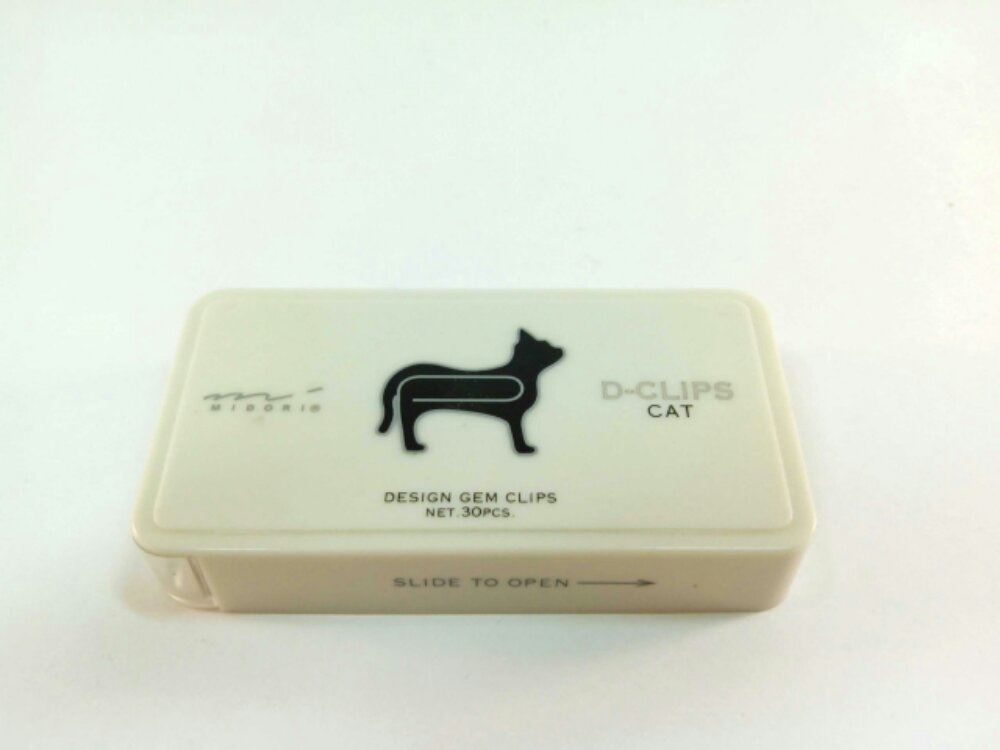 MIDORI®
D-CLIPS
CAT
DESIGN GEM CLIPS
NET.30PCS.
SLIDE TO OPEN